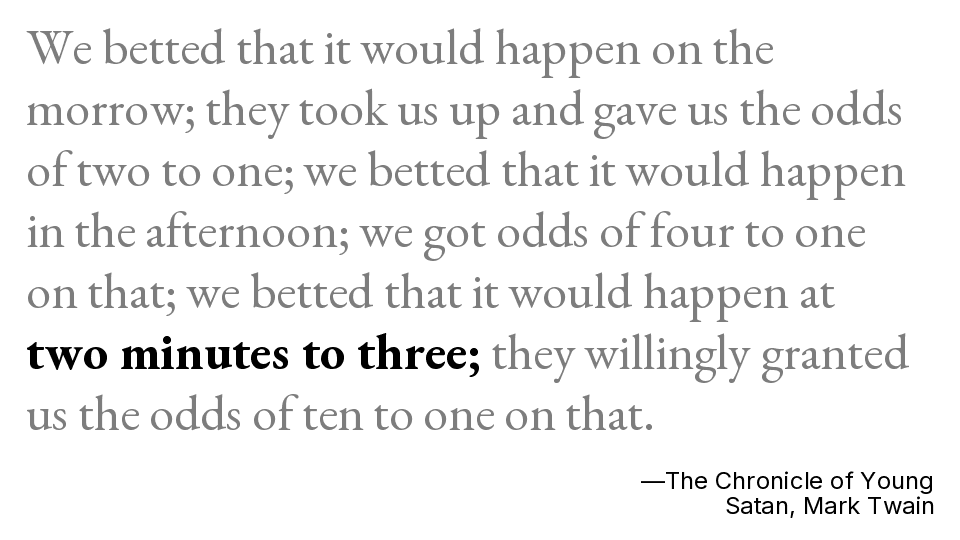 We betted that it would happen on the
morrow; they took us up and gave us the odds
of two to one; we betted that it would happen
in the afternoon; we got odds of four to one
on that; we betted that it would happen at
two minutes to three; they willingly granted
us the odds of ten to one on that.
—The Chronicle of Young
Satan, Mark Twain